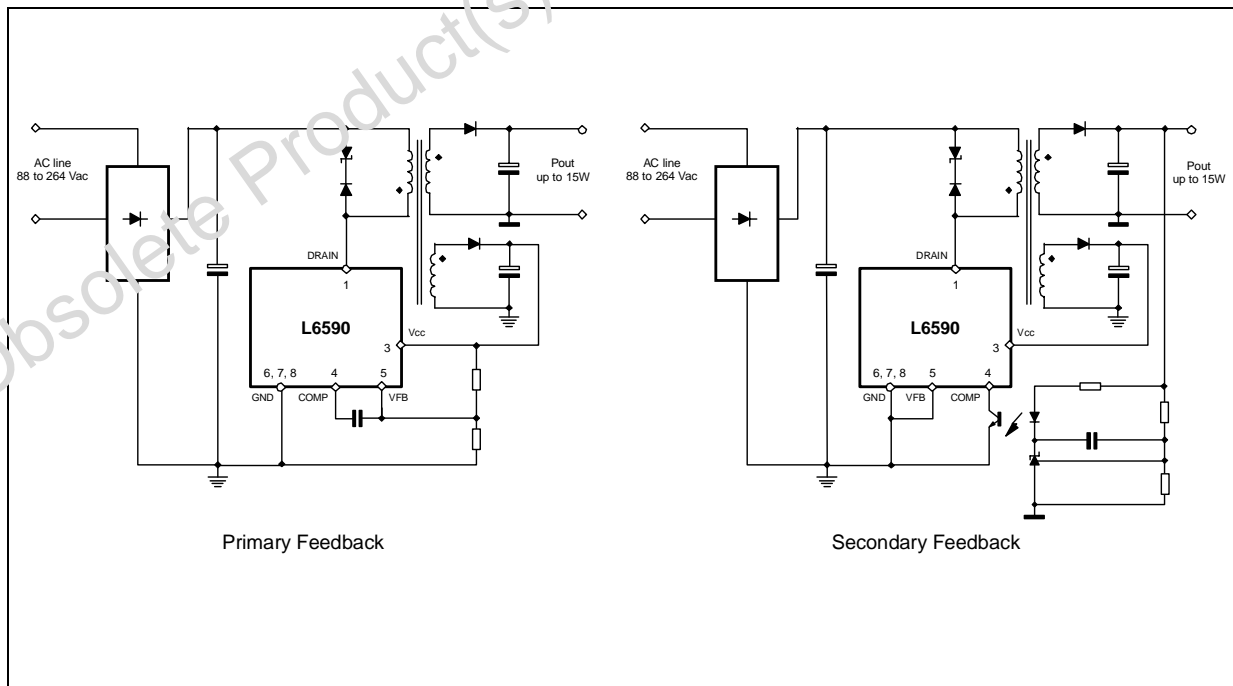 Obsolete Product(s)
AC line
88 to 264 Vac
Pout
up to 15W
DRAIN
1
L6590
Vcc
3
6, 7, 8
4
5
GND
COMP
VFB
Primary Feedback
AC line
88 to 264 Vac
Pout
up to 15W
DRAIN
1
L6590
Vcc
3
6, 7, 8
5
4
GND
VFB
COMP
Secondary Feedback